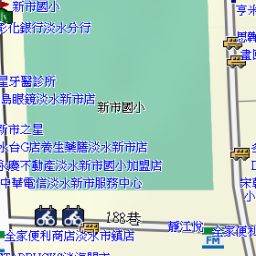 新市國小
彰化銀行淡水分行
星牙醫診所
島眼鏡淡水新市店
新市國小
新市之星
水台G店養生藥膳淡水新市店
永慶不動產淡水新市國小加盟店
中華電信淡水新市服務中心
188巷
靜江悅
全家便利商店淡水市鎮店
全家便利
FM